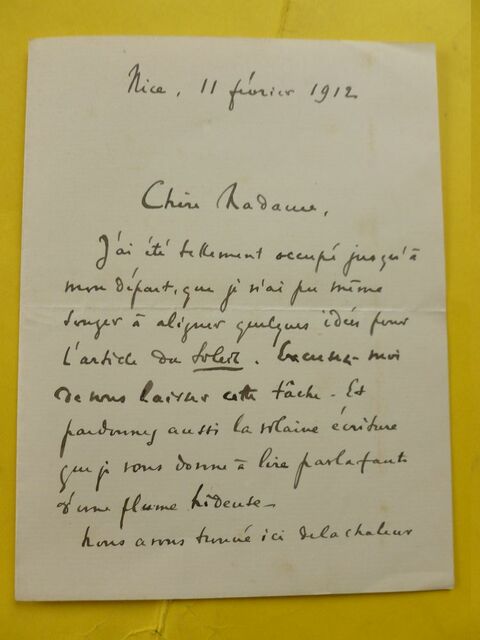 Nice, 11 février 1912
Chère Madame,
J'ai été tellement occupé jusqu'à
mon départ, que je n'ai pu même
songer à aligner quelques idées pour
l'article du Soleil. Excusez-moi
de vous laisser cette tâche. Et
pardonnez aussi la vilaine écriture
que je vous donne à lire par la faute
d'une plume hideuse.
Nous avons trouvé ici de la chaleur